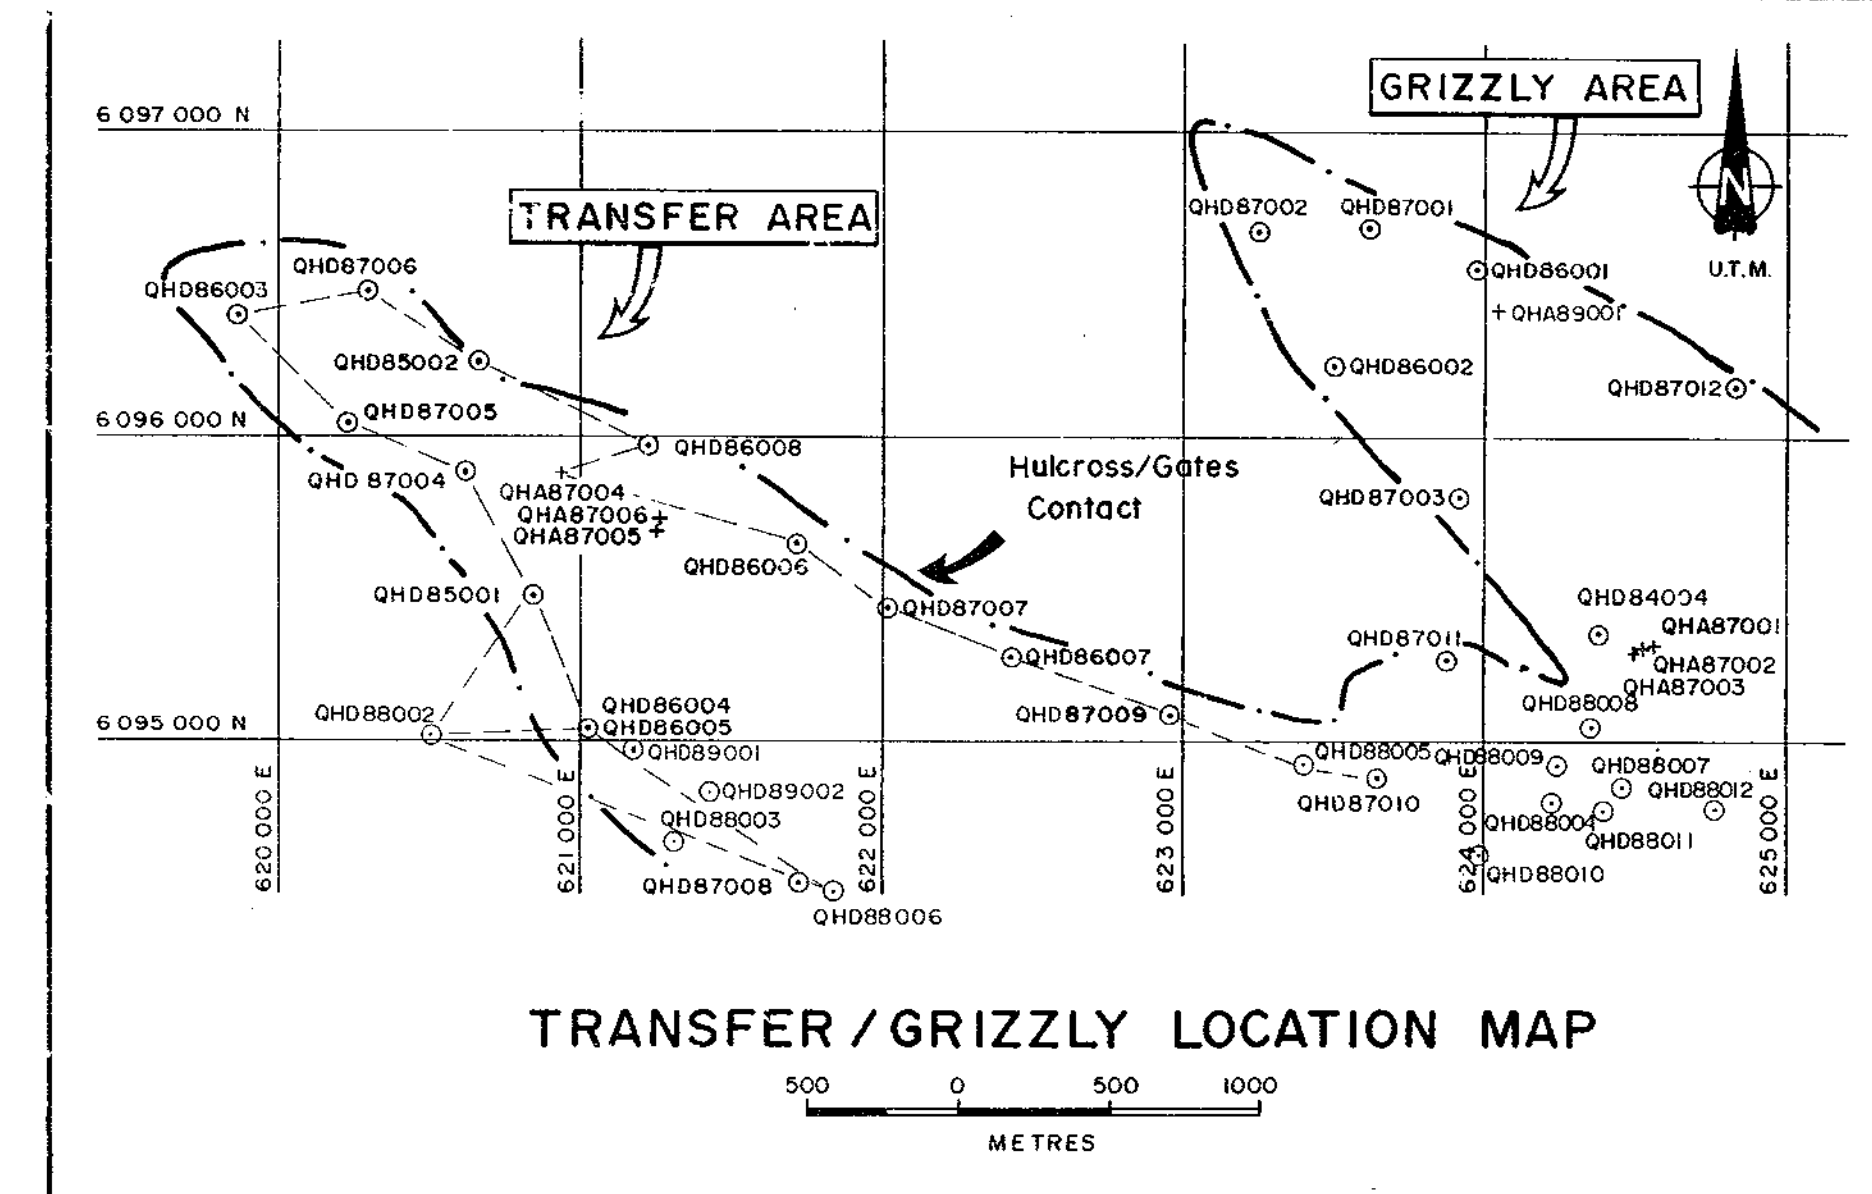 6 097 000 N
GRIZZLY AREA
TRANSFER AREA
N
U.T.M.
QHD87002
QHD87001
QHD87006
QHD86003
QHD86001
QHA89001
QHD85002
QHD86002
QHD87012
6 096 000 N
QHD87005
QHD86008
QHD 87004
QHA87004
QHA87006
QHA87005
Hulcross/Gates
Contact
QHD87003
QHD86006
QHD85001
QHD87007
QHD84004
QHA87001
QHD87011
QHD86007
QHA87002
QHA87003
QHD88008
QHD86004
QHD88002
QHD86005
QHD87009
6 095 000 N
QHD89001
QHD88005
QHD88009
QHD88007
QHD89002
QHD88012
QHD87010
QHD88003
QHD88004
QHD88011
QHD87008
QHD88010
QHD88006
620 000 E
621 000 E
622 000 E
623 000 E
624 000 E
625 000 E
TRANSFER / GRIZZLY LOCATION MAP
500 0 500 1000
METRES